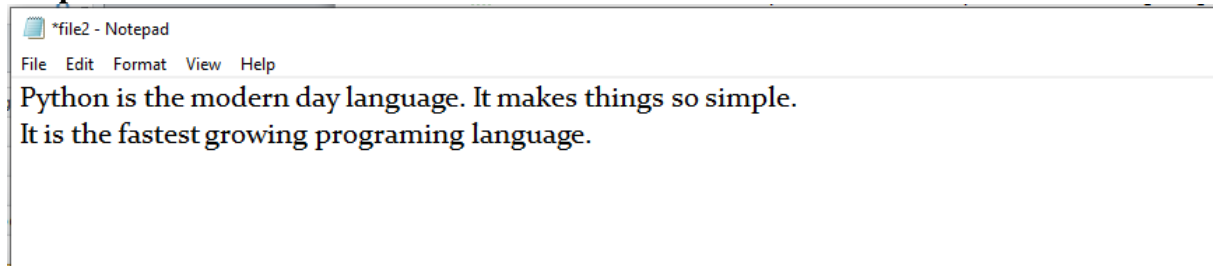 *file2 - Notepad
File Edit Format View Help
Python is the modern day language. It makes things so simple.
It is the fastest growing programing language.